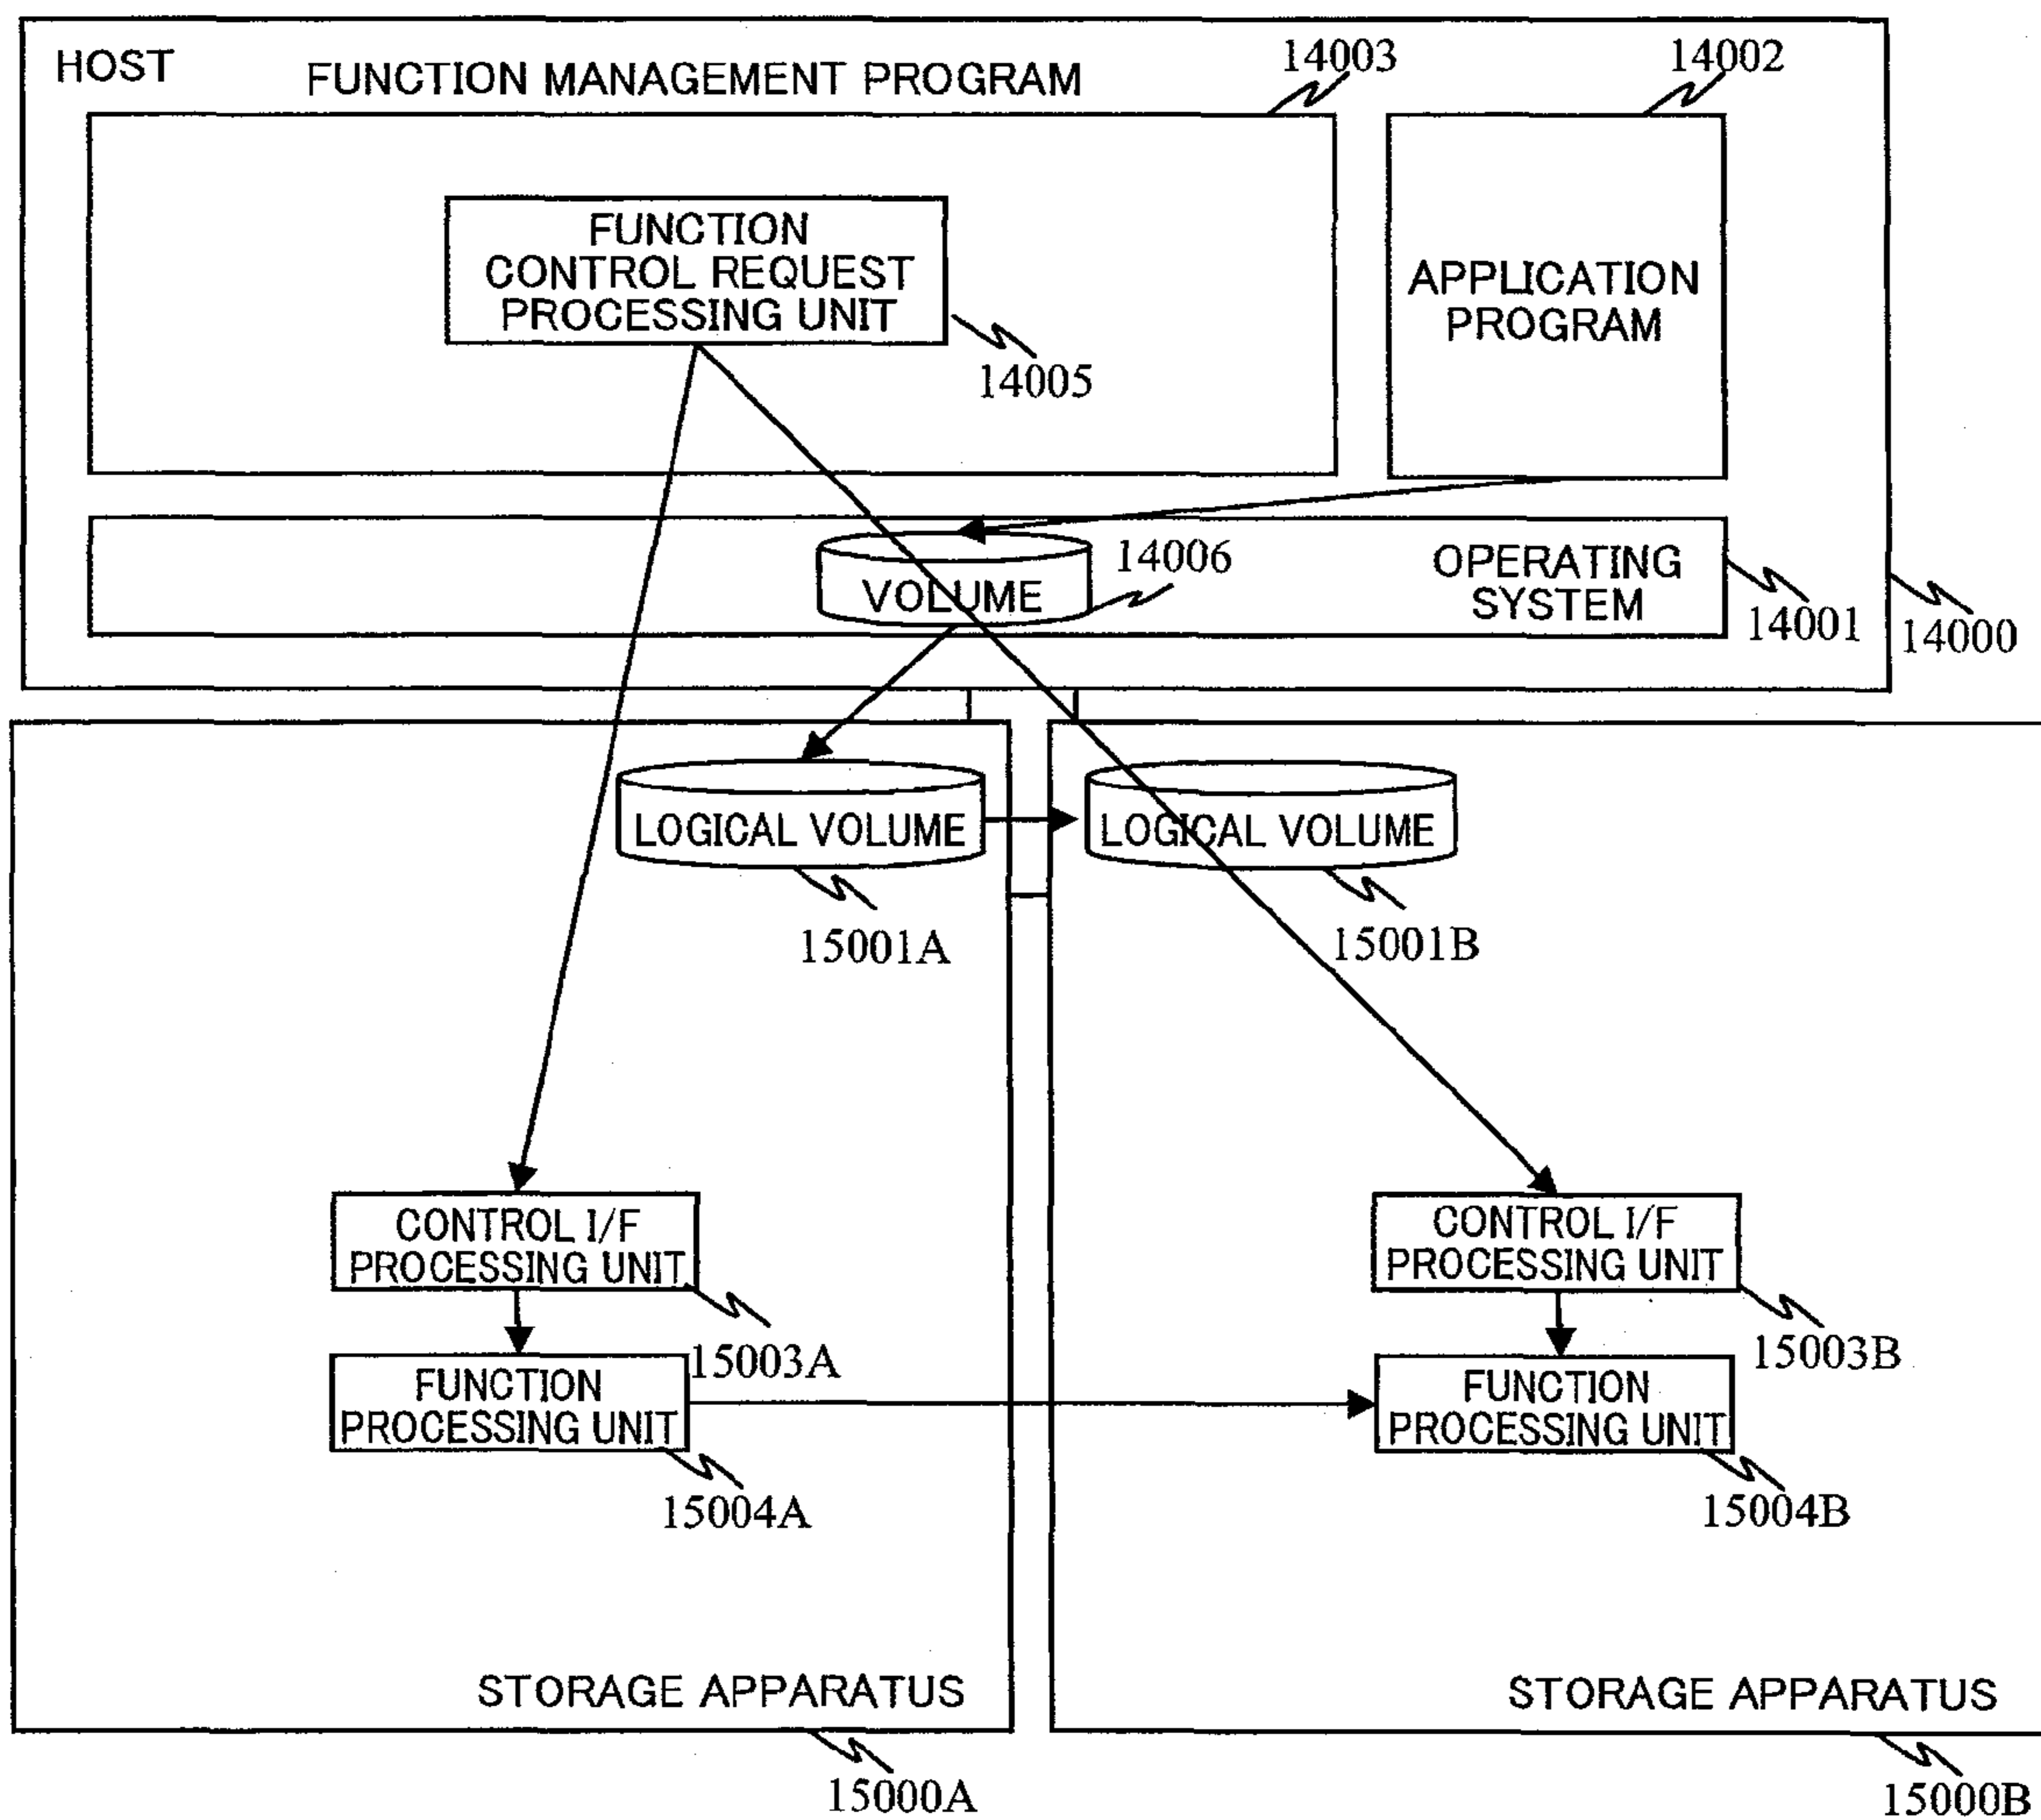 HOST
FUNCTION MANAGEMENT PROGRAM
14003
14002
FUNCTION
CONTROL REQUEST
PROCESSING UNIT
14005
APPLICATION
PROGRAM
VOLUME
14006
OPERATING
SYSTEM
14001
14000
LOGICAL VOLUME
LOGICAL VOLUME
15001A
15001B
CONTROL I/F
PROCESSING UNIT
CONTROL I/F
PROCESSING UNIT
15003A
15003B
FUNCTION
PROCESSING UNIT
FUNCTION
PROCESSING UNIT
15004A
15004B
STORAGE APPARATUS
STORAGE APPARATUS
15000A
15000B